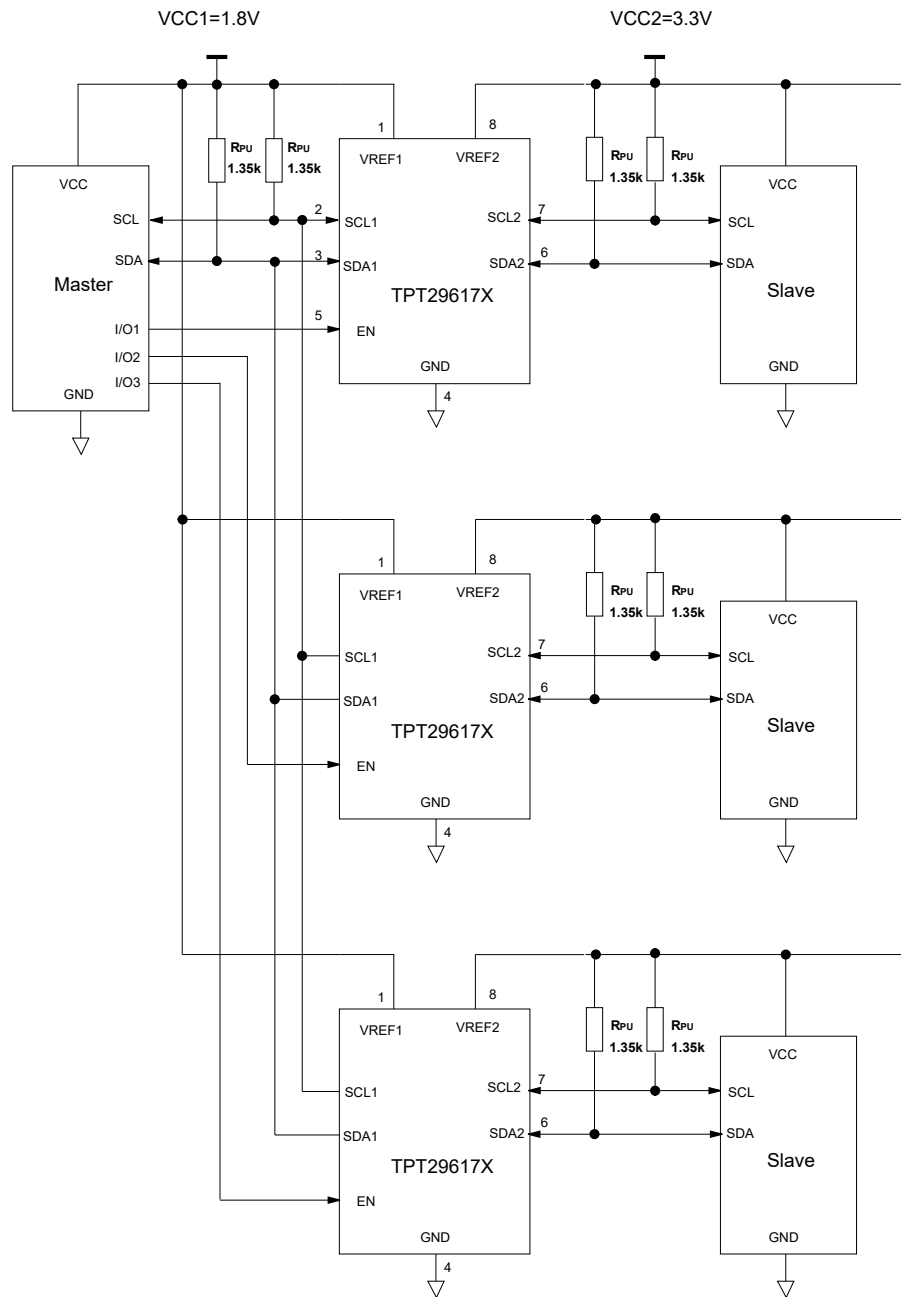 VCC1=1.8V
VCC2=3.3V
1
8
RPU
1.35k
RPU
1.35k
VREF1
VREF2
RPU
1.35k
RPU
1.35k
VCC
VCC
SCL
2
SCL1
SCL2
7
SCL
SDA
3
SDA1
SDA2
6
SDA
Master
TPT29617X
Slave
I/O1
5
EN
I/O2
I/O3
GND
GND
GND
4
1
8
VREF1
VREF2
RPU
1.35k
RPU
1.35k
VCC
SCL1
SCL2
7
SCL
SDA1
SDA2
6
SDA
TPT29617X
Slave
EN
GND
GND
4
1
8
VREF1
VREF2
RPU
1.35k
RPU
1.35k
VCC
SCL1
SCL2
7
SCL
SDA1
SDA2
6
SDA
TPT29617X
Slave
EN
GND
GND
4